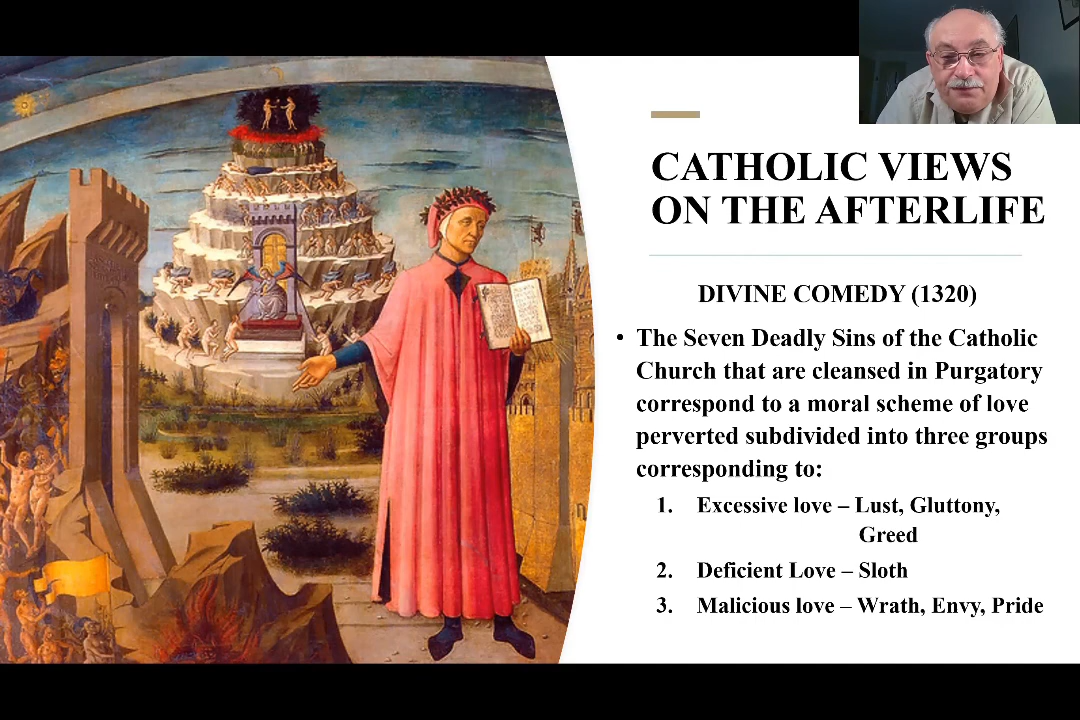 CATHOLIC VIEWS
ON THE AFTERLIFE
DIVINE COMEDY (1320)
• The Seven Deadly Sins of the Catholic
Church that are cleansed in Purgatory
correspond to a moral scheme of love
perverted subdivided into three groups
corresponding to:
1. Excessive love – Lust, Gluttony,
Greed
2. Deficient Love – Sloth
3. Malicious love – Wrath, Envy, Pride